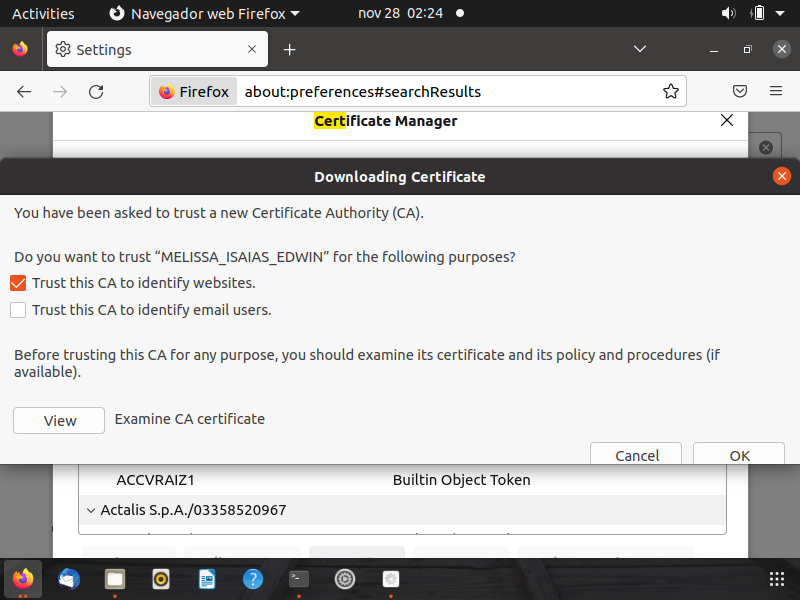 Activities
Navegador web Firefox
nov 28 02:24
Settings
Firefox
about:preferences#searchResults
Certificate Manager
Downloading Certificate
You have been asked to trust a new Certificate Authority (CA).
Do you want to trust “MELISSA_ISAIAS_EDWIN” for the following purposes?
Trust this CA to identify websites.
Trust this CA to identify email users.
Before trusting this CA for any purpose, you should examine its certificate and its policy and procedures (if
available).
View
Examine CA certificate
Cancel
OK
ACCVRAIZ1
Builtin Object Token
Actalis S.p.A./03358520967